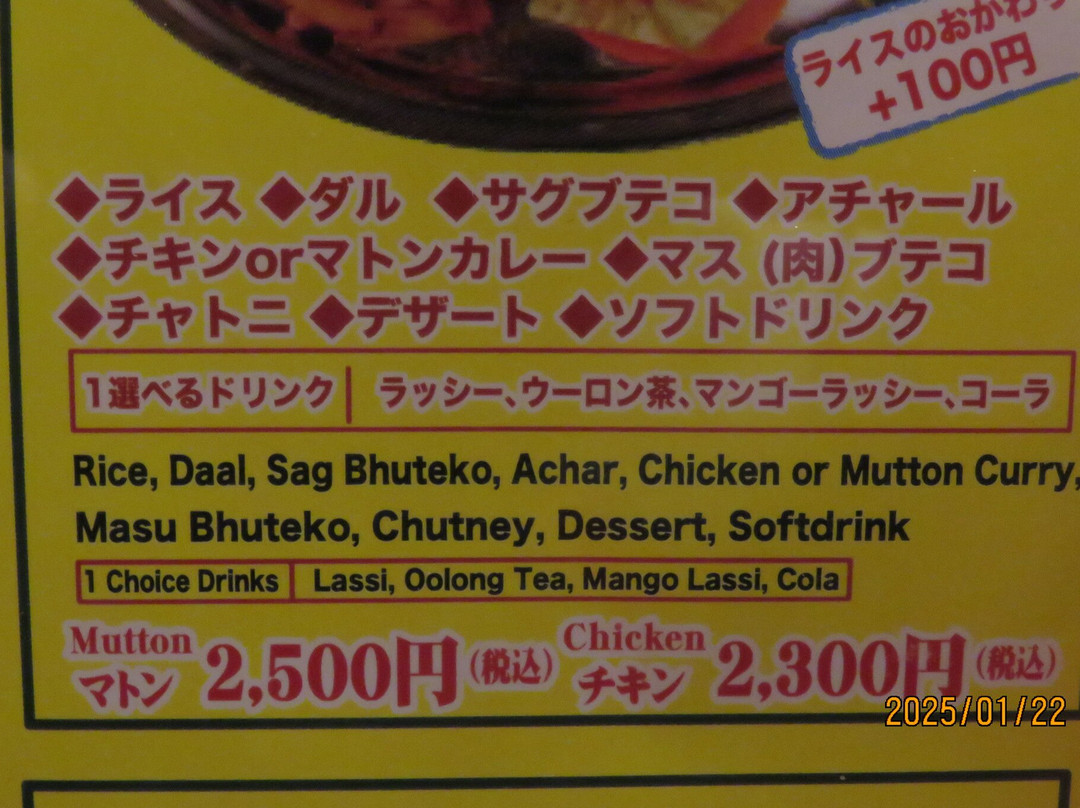 ライスのおかわり
+100円
◆ライス ◆ダル ◆サグブテコ ◆アチャール
◆チキンorマトンカレー ◆マス (肉)ブテコ
◆チャトニ ◆デザート ◆ソフトドリンク
1選べるドリンク ラッシー、ウーロン茶、マンゴーラッシー、コーラ
Rice, Daal, Sag Bhuteko, Achar, Chicken or Mutton Curry,
Masu Bhuteko, Chutney, Dessert, Softdrink
1 Choice Drinks Lassi, Oolong Tea, Mango Lassi, Cola
Mutton マトン 2,500円 (税込) Chicken チキン 2,300円 (税込)
2025/01/22